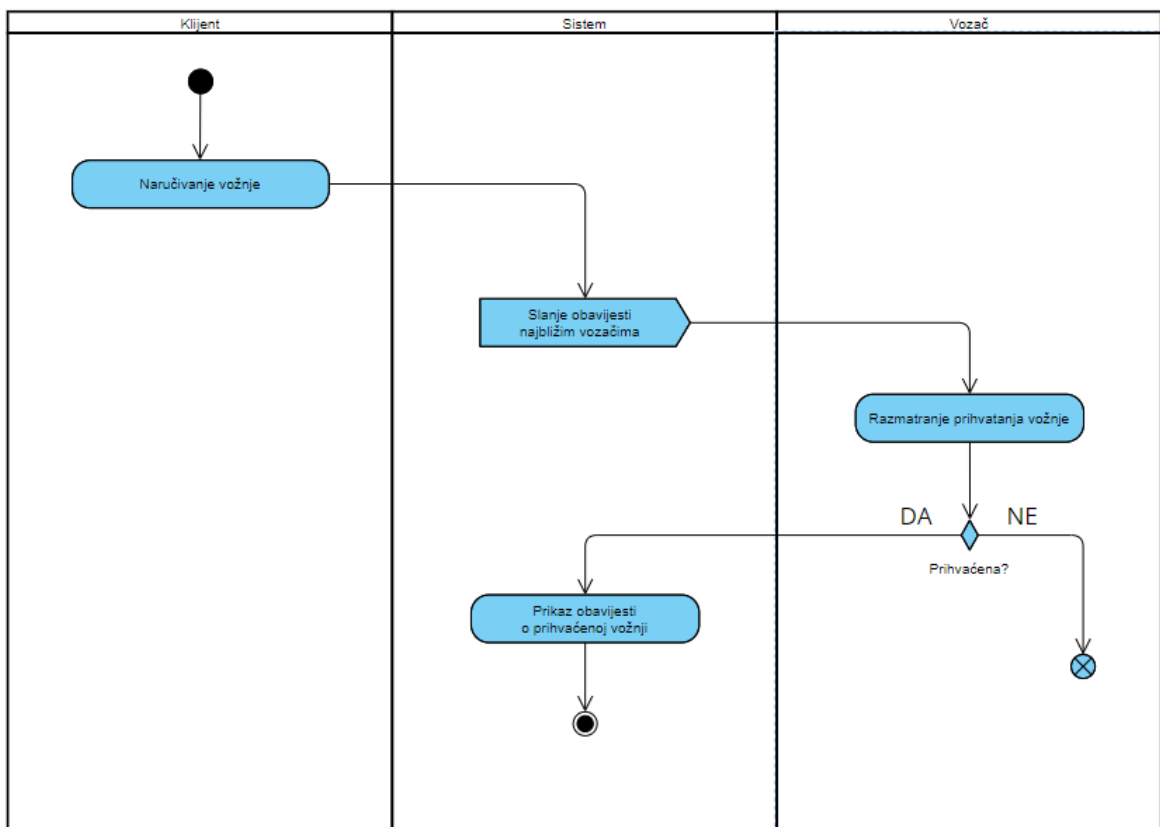 Klijent
Sistem
Vozač
Naručivanje vožnje
Slanje obavijesti
najbližim vozačima
Razmatranje prihvatanja vožnje
DA
NE
Prihvaćena?
Prikaz obavijesti
o prihvaćenoj vožnji